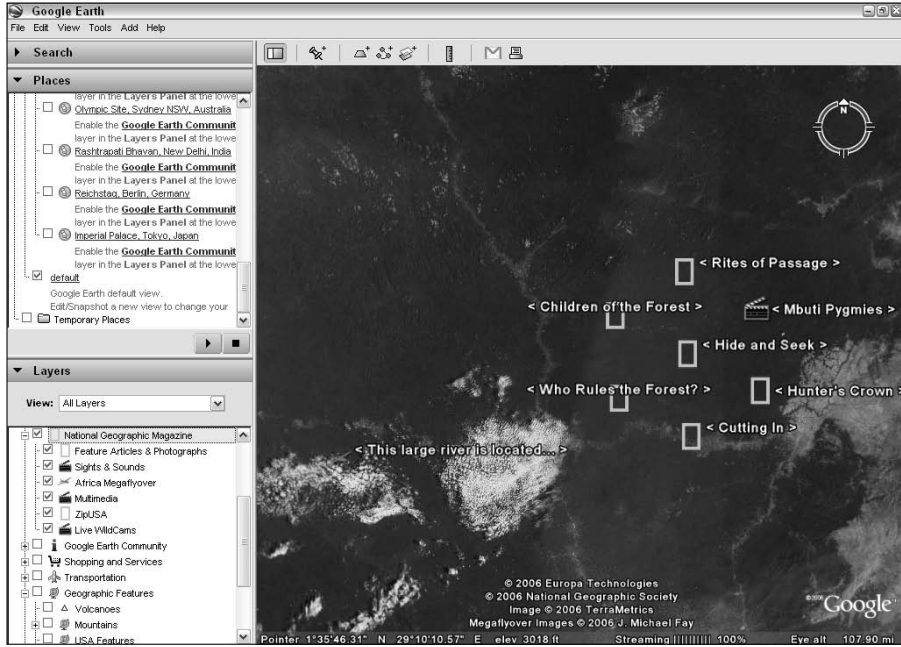 Google Earth
File Edit View Tools Add Help
Search
Places
layer in the Layers Panel at the lowe
Olympic Site, Sydney NSW, Australia
Enable the Google Earth Communit
layer in the Layers Panel at the lowe
Rashtrapati Bhavan, New Delhi, India
Enable the Google Earth Communit
layer in the Layers Panel at the lowe
Reichstag, Berlin, Germany
Enable the Google Earth Communit
layer in the Layers Panel at the lowe
Imperial Palace, Tokyo, Japan
Enable the Google Earth Communit
layer in the Layers Panel at the lowe
default
Google Earth default view.
Edit/Snapshot a new view to change your
Temporary Places
Layers
View: All Layers
National Geographic Magazine
Feature Articles & Photographs
Sights & Sounds
Africa Megaflyover
Multimedia
ZipUSA
Live WildCams
Google Earth Community
Shopping and Services
Transportation
Geographic Features
Volcanoes
Mountains
USA Features
N
< Rites of Passage >
< Children of the Forest >
< Mbuti Pygmies >
< Hide and Seek >
< Who Rules the Forest? >
< Hunter's Crown >
< Cutting In >
< This large river is located... >
© 2006 Europa Technologies
© 2006 National Geographic Society
Image © 2006 TerraMetrics
Megaflyover Images © 2006 J. Michael Fay
©2006 Google
Pointer 1°35'46.31" N 29°10'10.57" E elev 3018 ft Streaming |||||||||| 100% Eye alt 107.90 mi